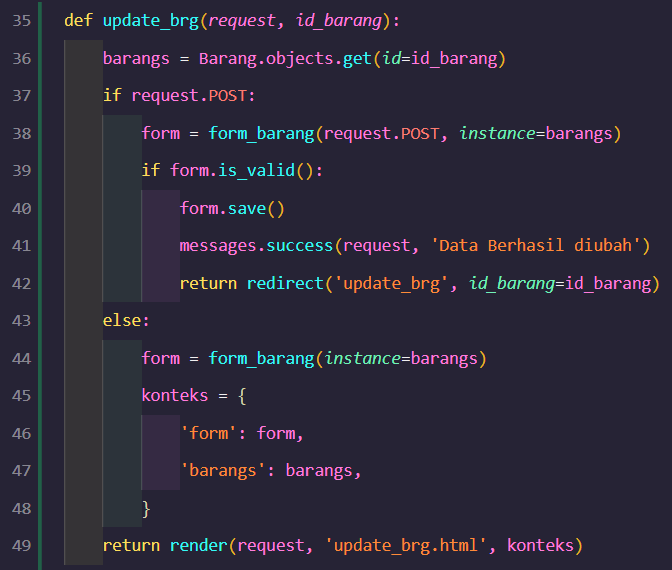 35 def update_brg(request, id_barang):
36     barangs = Barang.objects.get(id=id_barang)
37     if request.POST:
38         form = form_barang(request.POST, instance=barangs)
39         if form.is_valid():
40             form.save()
41             messages.success(request, 'Data Berhasil diubah')
42             return redirect('update_brg', id_barang=id_barang)
43     else:
44         form = form_barang(instance=barangs)
45         konteks = {
46             'form': form,
47             'barangs': barangs,
48         }
49     return render(request, 'update_brg.html', konteks)